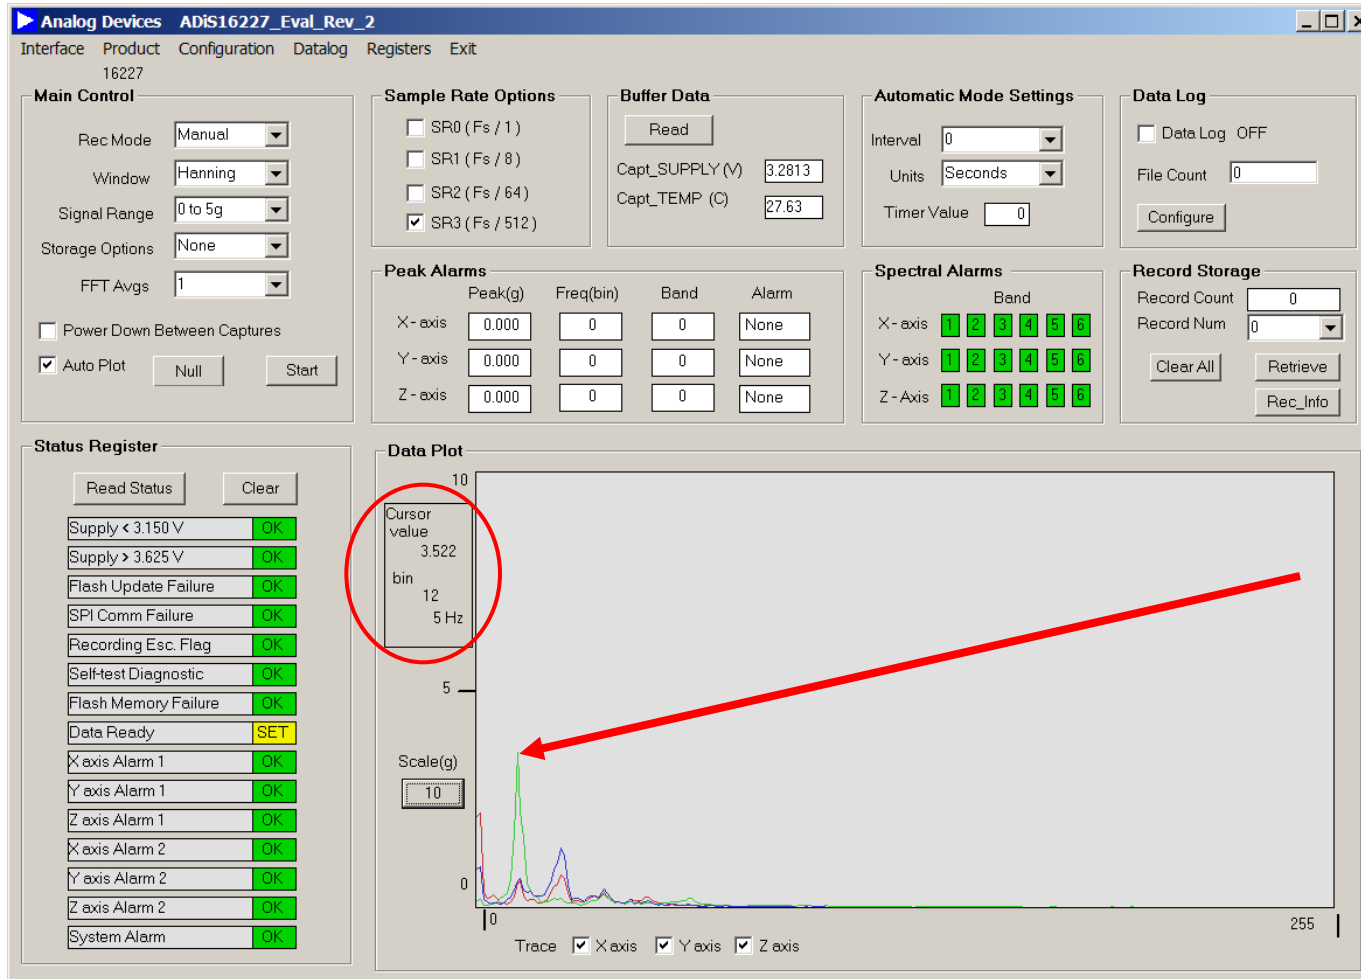 Analog Devices ADiS16227_Eval_Rev_2
Interface Product Configuration Datalog Registers Exit
16227
Main Control
Rec Mode Manual
Window Hanning
Signal Range 0 to 5g
Storage Options None
FFT Avgs 1
Power Down Between Captures
Auto Plot Null Start
Sample Rate Options
SR0 ( Fs / 1 )
SR1 ( Fs / 8 )
SR2 ( Fs / 64 )
SR3 ( Fs / 512 )
Buffer Data
Read
Capt_SUPPLY (V) 3.2813
Capt_TEMP (C) 27.63
Automatic Mode Settings
Interval 0
Units Seconds
Timer Value 0
Data Log
Data Log OFF
File Count 0
Configure
Peak Alarms
Peak(g) Freq(bin) Band Alarm
X - axis 0.000 0 0 None
Y - axis 0.000 0 0 None
Z - axis 0.000 0 0 None
Spectral Alarms
Band
X - axis 1 2 3 4 5 6
Y - axis 1 2 3 4 5 6
Z - Axis 1 2 3 4 5 6
Record Storage
Record Count 0
Record Num 0
Clear All Retrieve
Rec_Info
Status Register
Read Status Clear
Supply < 3.150 V OK
Supply > 3.625 V OK
Flash Update Failure OK
SPI Comm Failure OK
Recording Esc. Flag OK
Self-test Diagnostic OK
Flash Memory Failure OK
Data Ready SET
X axis Alarm 1 OK
Y axis Alarm 1 OK
Z axis Alarm 1 OK
X axis Alarm 2 OK
Y axis Alarm 2 OK
Z axis Alarm 2 OK
System Alarm OK
Data Plot
10
Cursor
value
3.522
bin
12
5 Hz
5
Scale(g)
10
0
0 255
Trace X axis Y axis Z axis